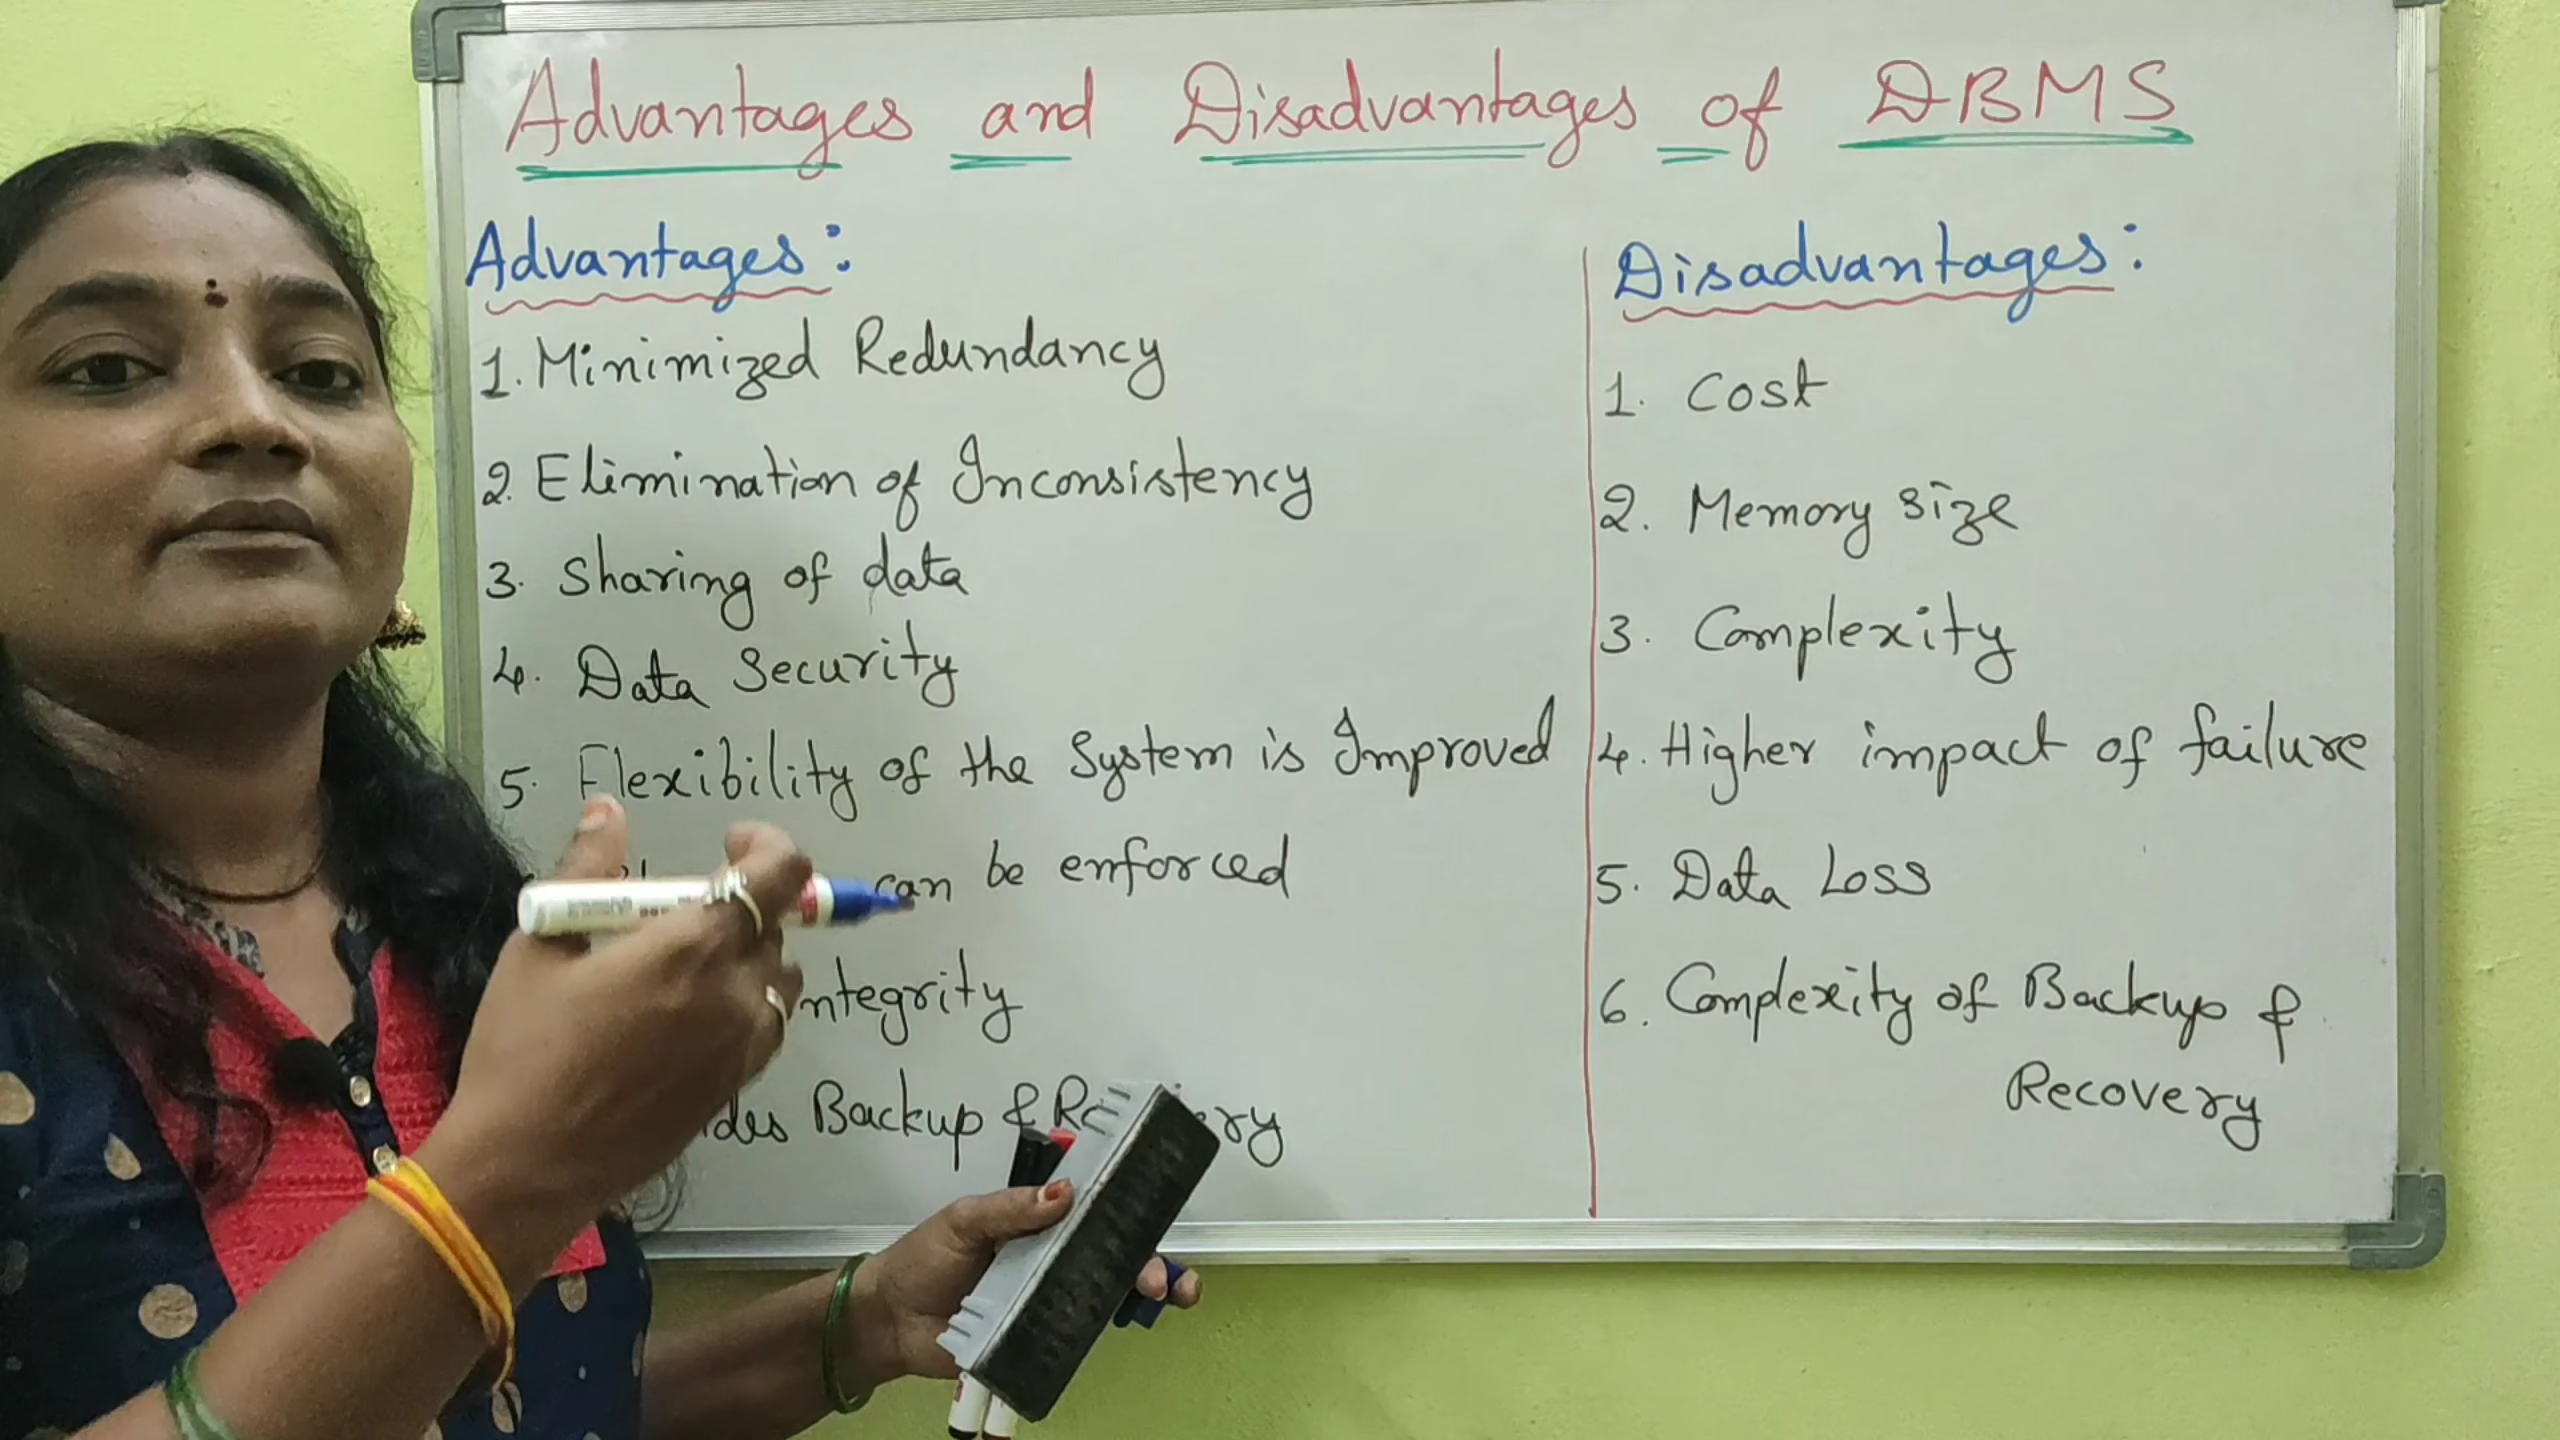 Advantages and Disadvantages of DBMS
Advantages:
1. Minimized Redundancy
2. Elimination of Inconsistency
3. Sharing of data
4. Data Security
5. Flexibility of the System is Improved
can be enforced
ntegrity
des Backup &
Disadvantages:
1. Cost
2. Memory Size
3. Complexity
4. Higher impact of failure
5. Data Loss
6. Complexity of Backup &
Recovery